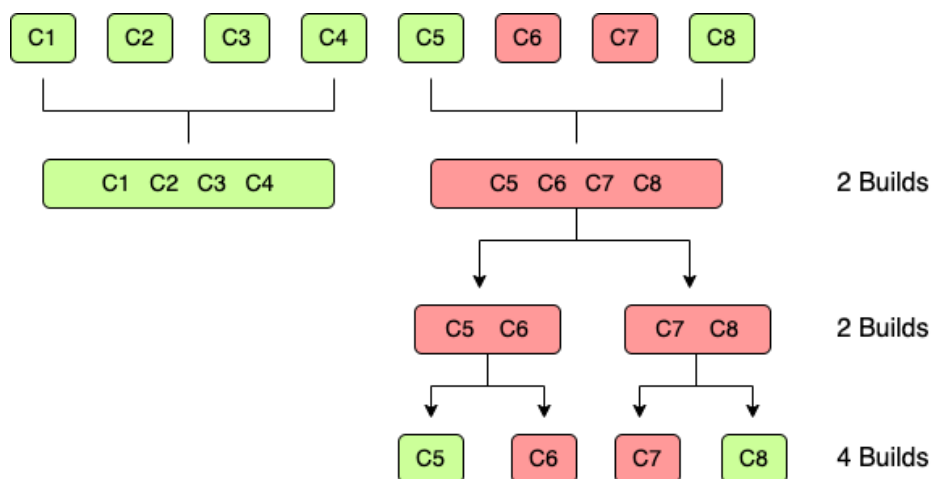 C1 C2 C3 C4 C5 C6 C7 C8
C1 C2 C3 C4 C5 C6 C7 C8 2 Builds
C5 C6 C7 C8 2 Builds
C5 C6 C7 C8 4 Builds